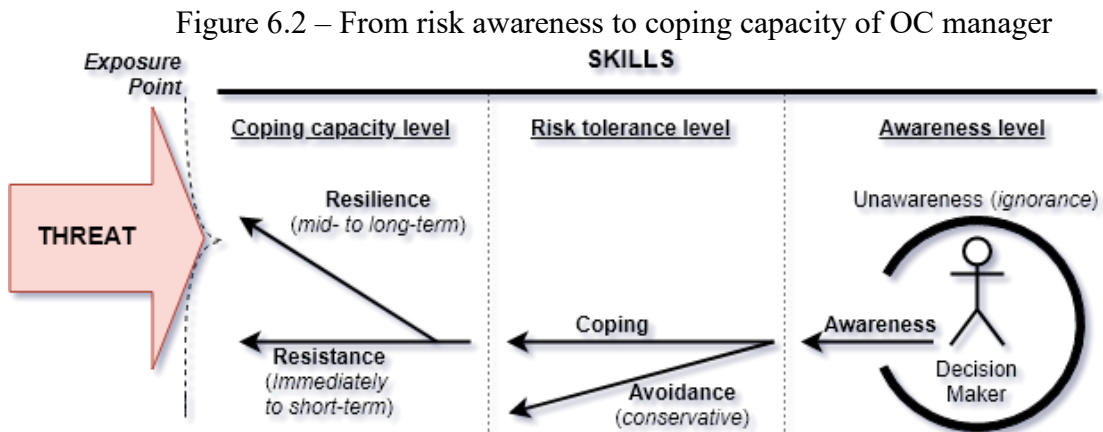 Figure 6.2 – From risk awareness to coping capacity of OC manager
SKILLS
Exposure
Point
Coping capacity level
Risk tolerance level
Awareness level
THREAT
Resilience
(mid- to long-term)
Resistance
(immediately
to short-term)
Coping
Avoidance
(conservative)
Unawareness (ignorance)
Awareness
Decision
Maker